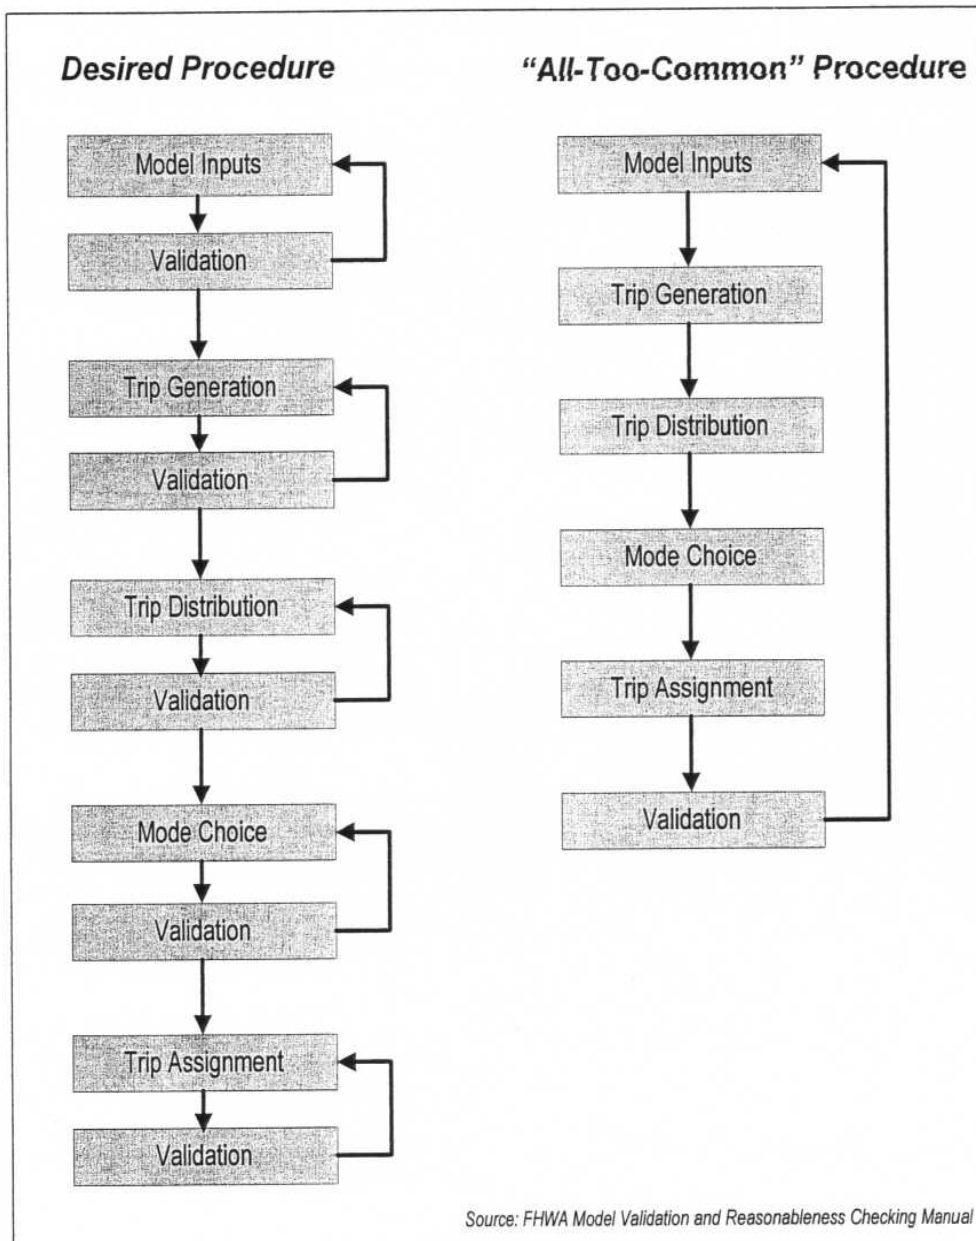 Desired Procedure
Model Inputs
Validation
Trip Generation
Validation
Trip Distribution
Validation
Mode Choice
Validation
Trip Assignment
Validation
"All-Too-Common" Procedure
Model Inputs
Trip Generation
Trip Distribution
Mode Choice
Trip Assignment
Validation
Source: FHWA Model Validation and Reasonableness Checking Manual